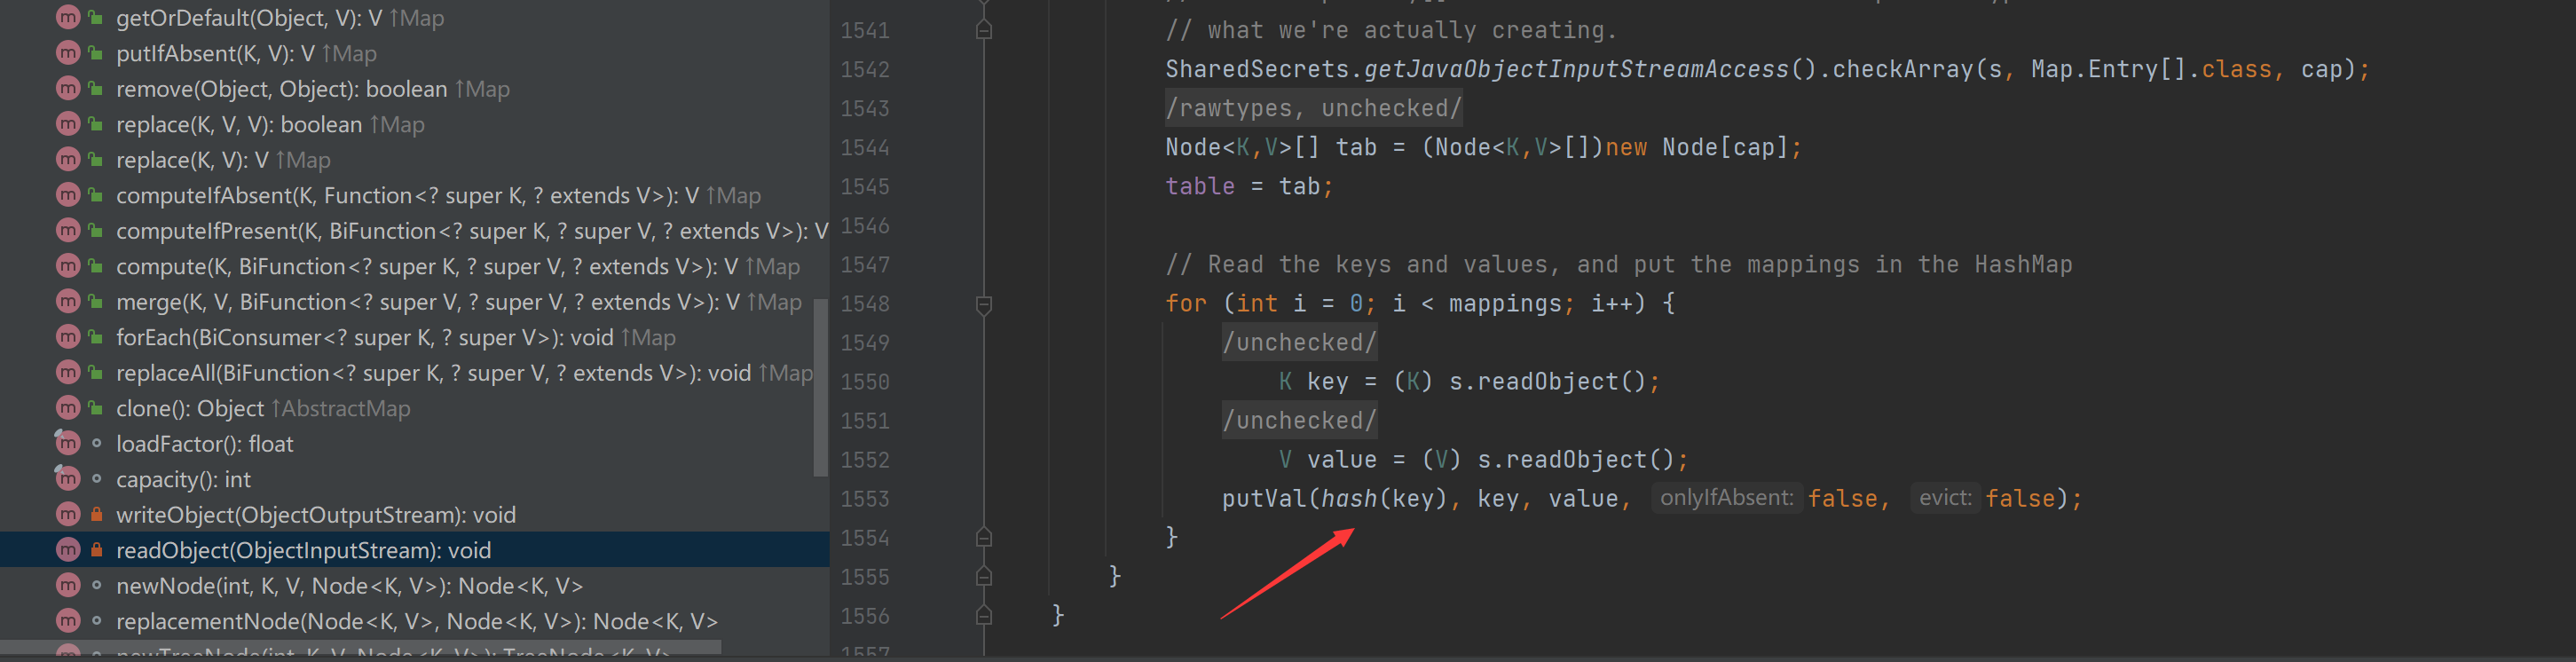 getOrDefault(Object, V): V ↑Map
putIfAbsent(K, V): V ↑Map
remove(Object, Object): boolean ↑Map
replace(K, V, V): boolean ↑Map
replace(K, V): V ↑Map
computeIfAbsent(K, Function<? super K, ? extends V>): V ↑Map
computeIfPresent(K, BiFunction<? super K, ? super V, ? extends V>): V
compute(K, BiFunction<? super K, ? super V, ? extends V>): V ↑Map
merge(K, V, BiFunction<? super V, ? super V, ? extends V>): V ↑Map
forEach(BiConsumer<? super K, ? super V>): void ↑Map
replaceAll(BiFunction<? super K, ? super V, ? extends V>): void ↑Map
clone(): Object ↑AbstractMap
loadFactor(): float
capacity(): int
writeObject(ObjectOutputStream): void
readObject(ObjectInputStream): void
newNode(int, K, V, Node<K, V>): Node<K, V>
replacementNode(Node<K, V>, Node<K, V>): Node<K, V>
newTreeNode(int, K, V, Node<K, V>): TreeNode<K, V>
1541 // what we're actually creating.
1542 SharedSecrets.getJavaObjectInputStreamAccess().checkArray(s, Map.Entry[].class, cap);
1543 /rawtypes, unchecked/
1544 Node<K,V>[] tab = (Node<K,V>[])new Node[cap];
1545 table = tab;
1546
1547 // Read the keys and values, and put the mappings in the HashMap
1548 for (int i = 0; i < mappings; i++) {
1549 /unchecked/
1550 K key = (K) s.readObject();
1551 /unchecked/
1552 V value = (V) s.readObject();
1553 putVal(hash(key), key, value, onlyIfAbsent: false, evict: false);
1554 }
1555 }
1556 }
1557